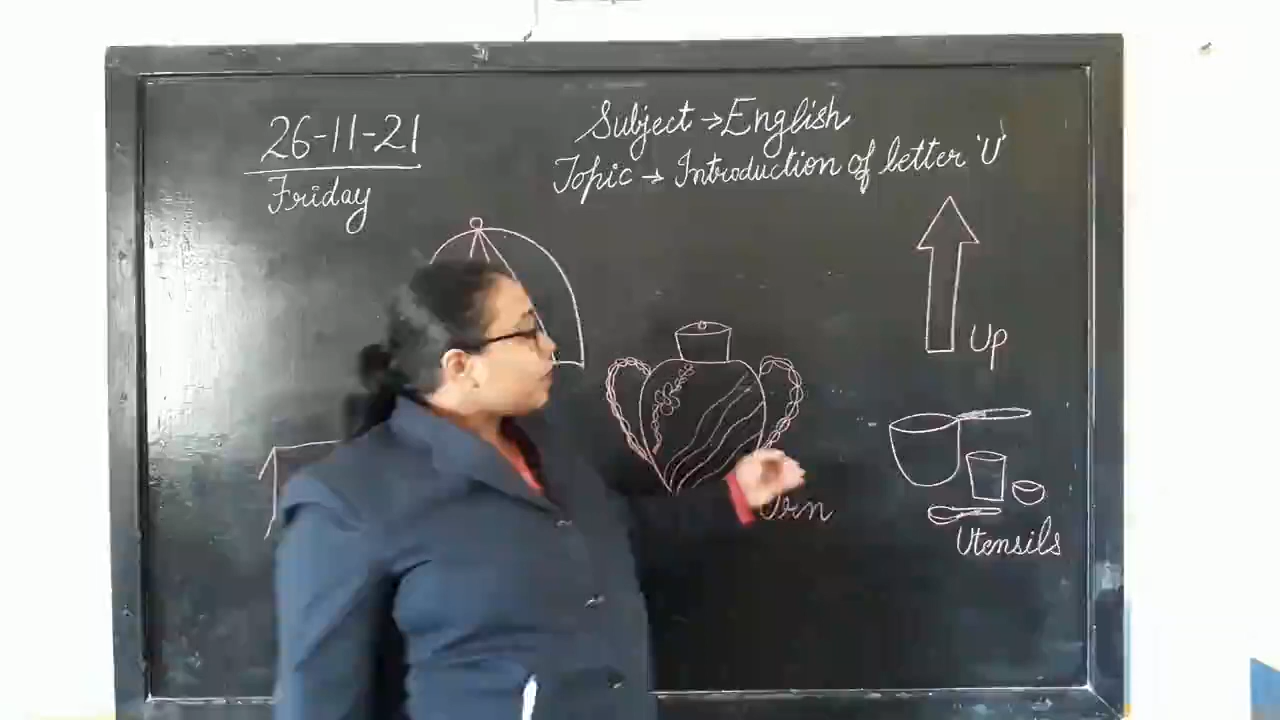 26-11-21
Friday
Subject → English
Topic → Introduction of letter 'U'
Up
Urn
Utensils